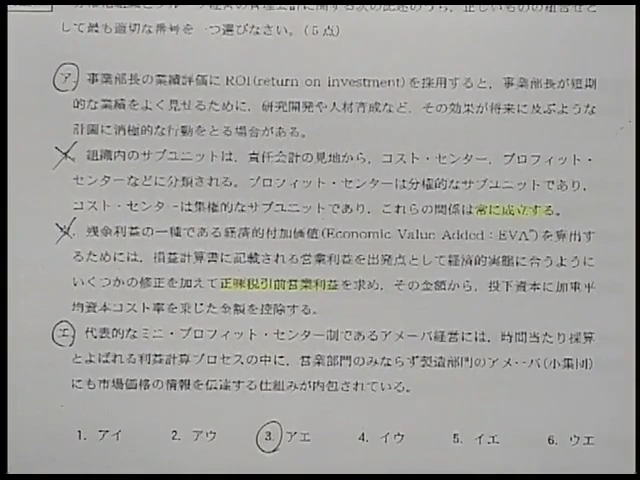 経営の管理会計に関する次の記述のうち，正しいものの組合せと
して最も適切な番号を一つ選びなさい。（5点）
ア．事業部長の業績評価にROI(return on investment)を採用すると，事業部長が短期
的な業績をよく見せるために，研究開発や人材育成など，その効果が将来に及ぶような
計画に消極的な行動をとる場合がある。
イ．組織内のサブユニットは，責任会計の見地から，コスト・センター，プロフィット・
センターなどに分類される。プロフィット・センターは分権的なサブユニットであり，
コスト・センターは集権的なサブユニットであり，これらの関係は常に成立する。
ウ．残余利益の一種である経済的付加価値(Economic Value Added：EVA®)を算出す
るためには，損益計算書に記載される営業利益を出発点として経済的実態に合うように
いくつかの修正を加えて正味税引前営業利益を求め，その金額から，投下資本に加重平
均資本コスト率を乗じた金額を控除する。
エ．代表的なミニ・プロフィット・センター制であるアメーバ経営には，時間当たり採算
とよばれる利益計算プロセスの中に，営業部門のみならず製造部門のアメーバ(小集団)
にも市場価格の情報を伝達する仕組みが内包されている。
1．アイ 2．アウ 3．アエ 4．イウ 5．イエ 6．ウエ